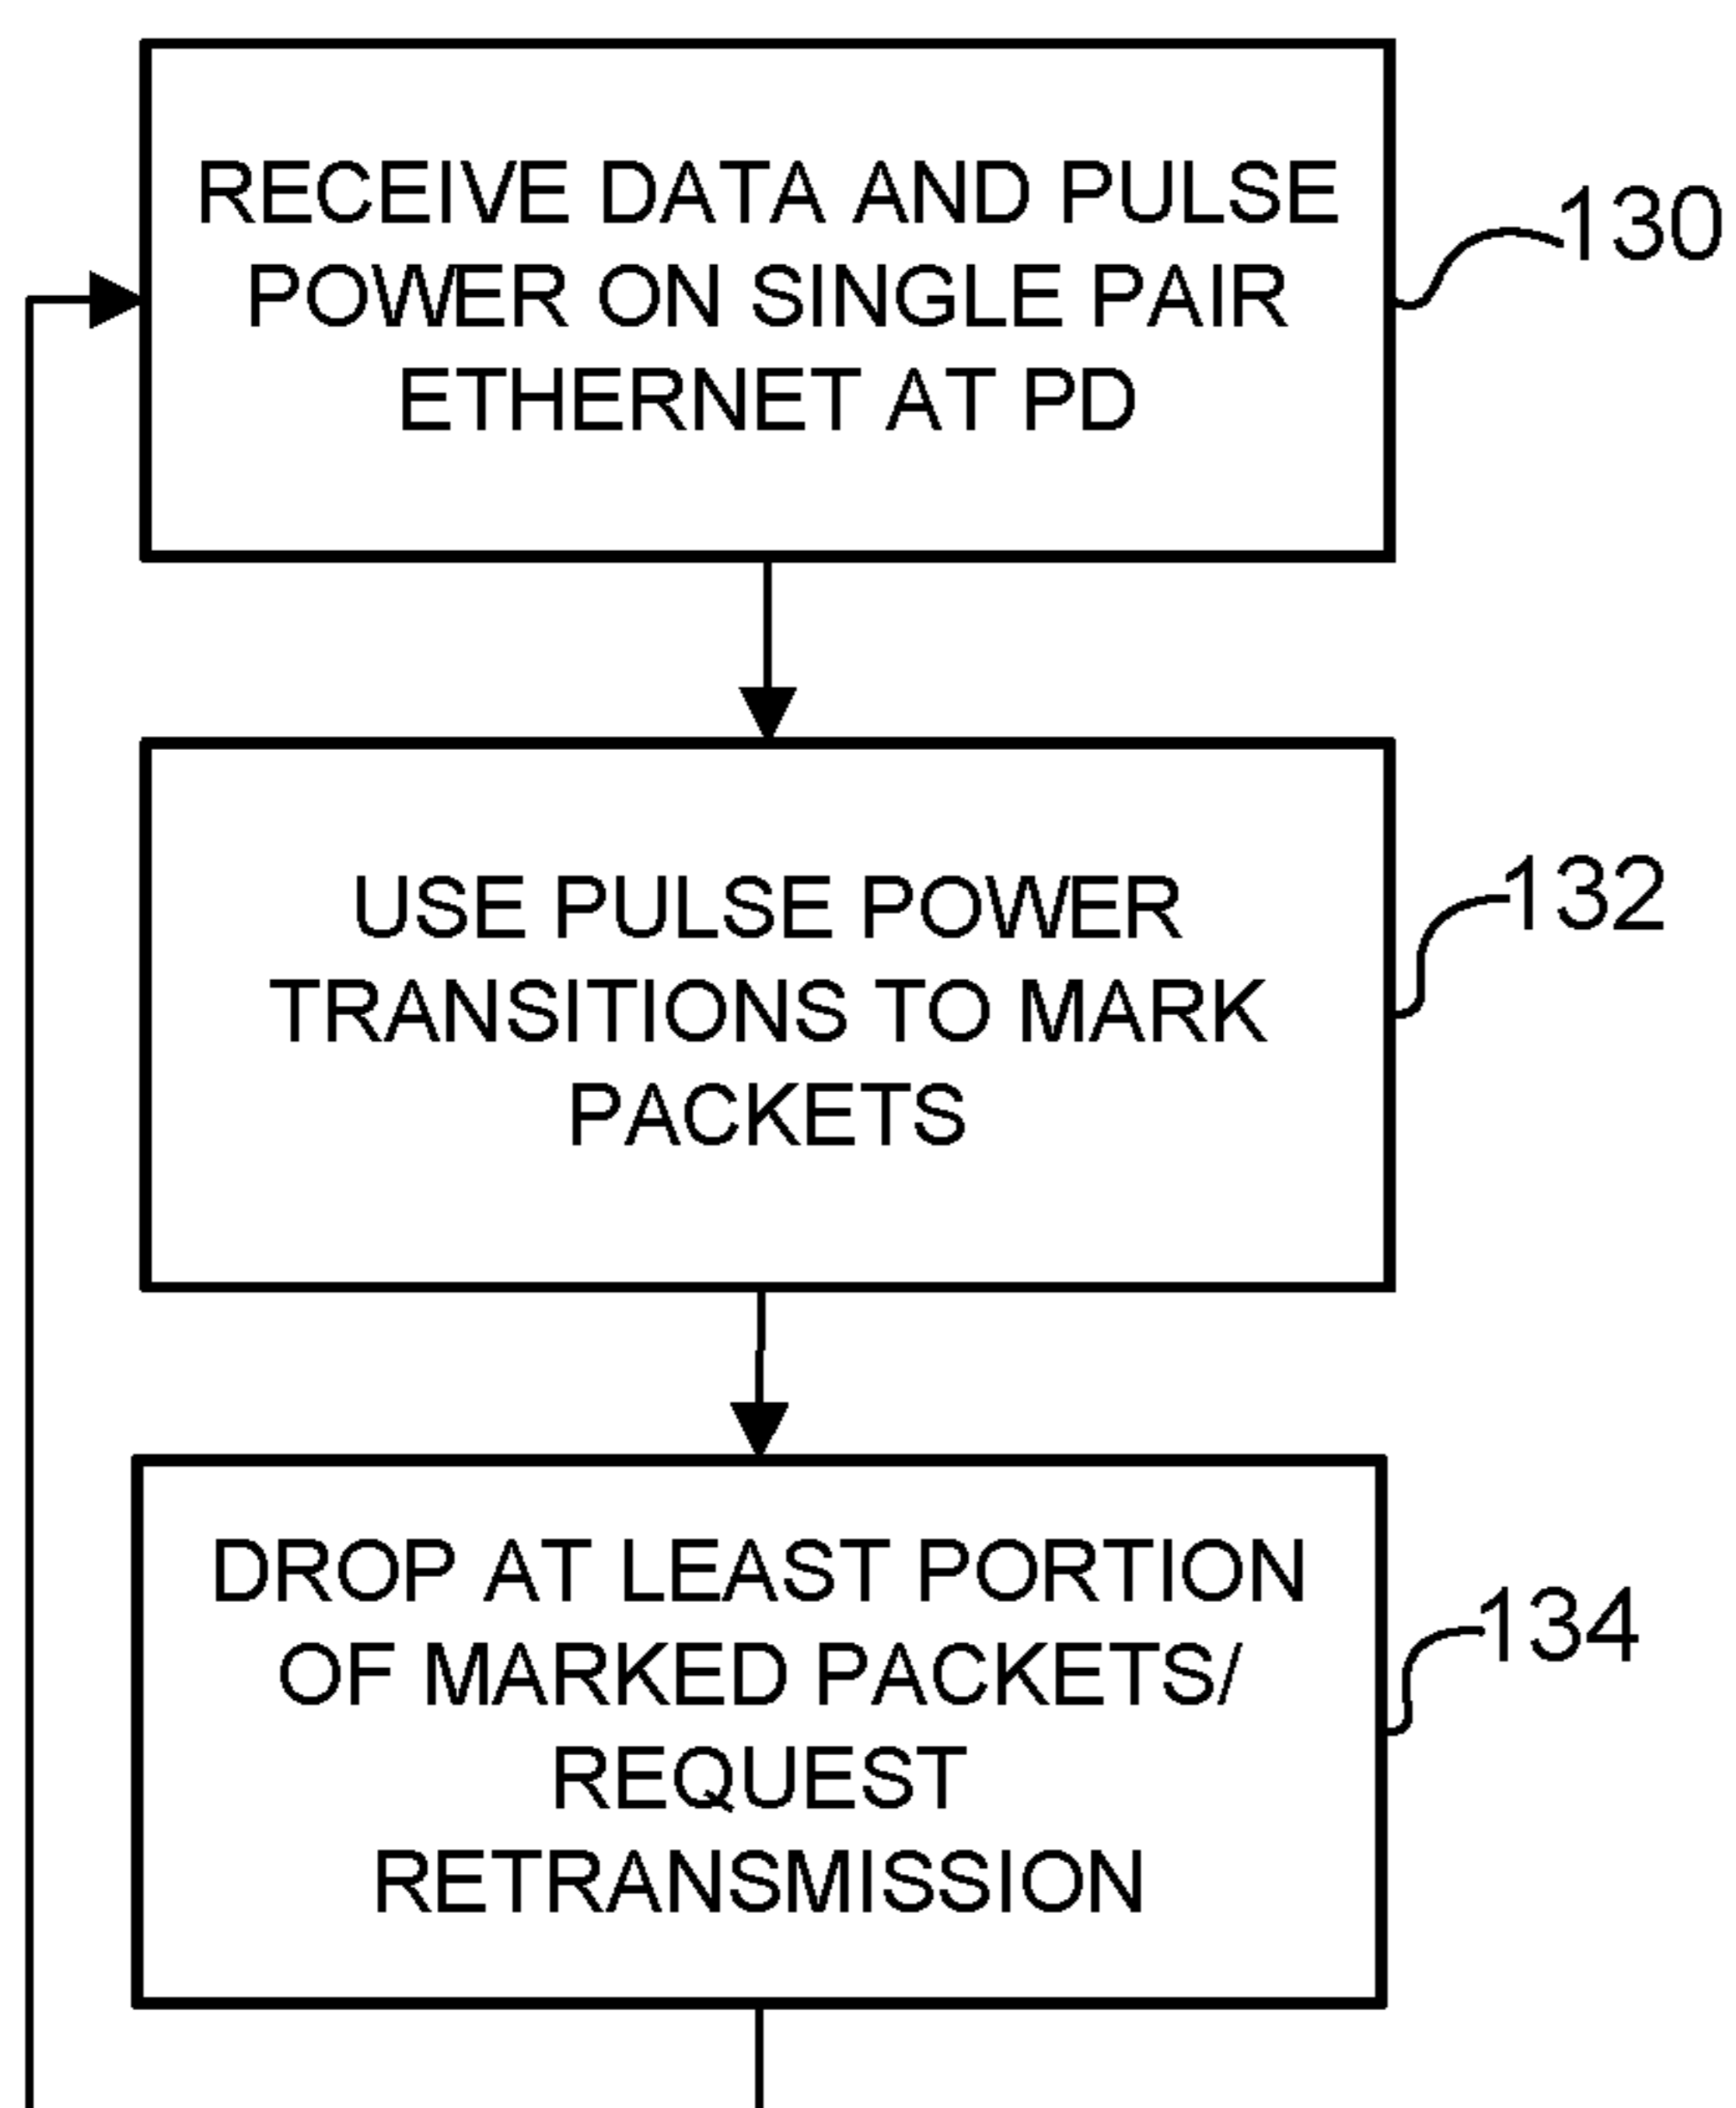 RECEIVE DATA AND PULSE
POWER ON SINGLE PAIR
ETHERNET AT PD
130
USE PULSE POWER
TRANSITIONS TO MARK
PACKETS
132
DROP AT LEAST PORTION
OF MARKED PACKETS/
REQUEST
RETRANSMISSION
134